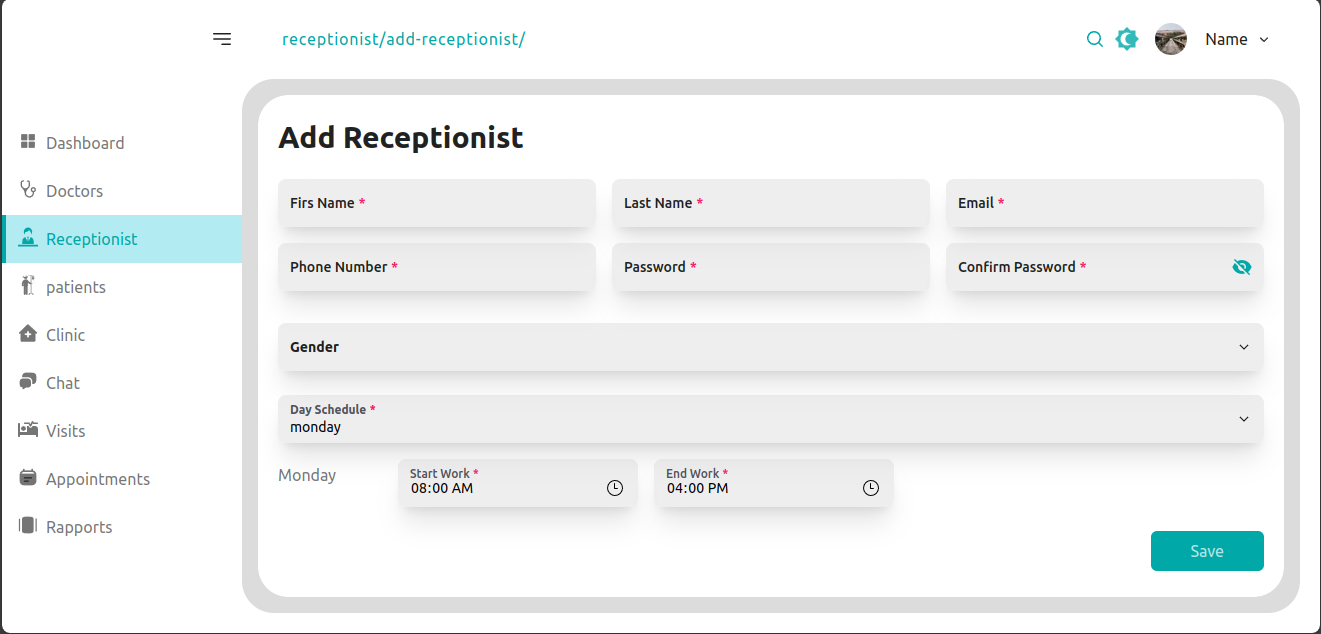 receptionist/add-receptionist/
Name
Dashboard
Doctors
Receptionist
patients
Clinic
Chat
Visits
Appointments
Rapports
Add Receptionist
Firs Name *
Last Name *
Email *
Phone Number *
Password *
Confirm Password *
Gender
Day Schedule *
monday
Monday
Start Work *
08:00 AM
End Work *
04:00 PM
Save